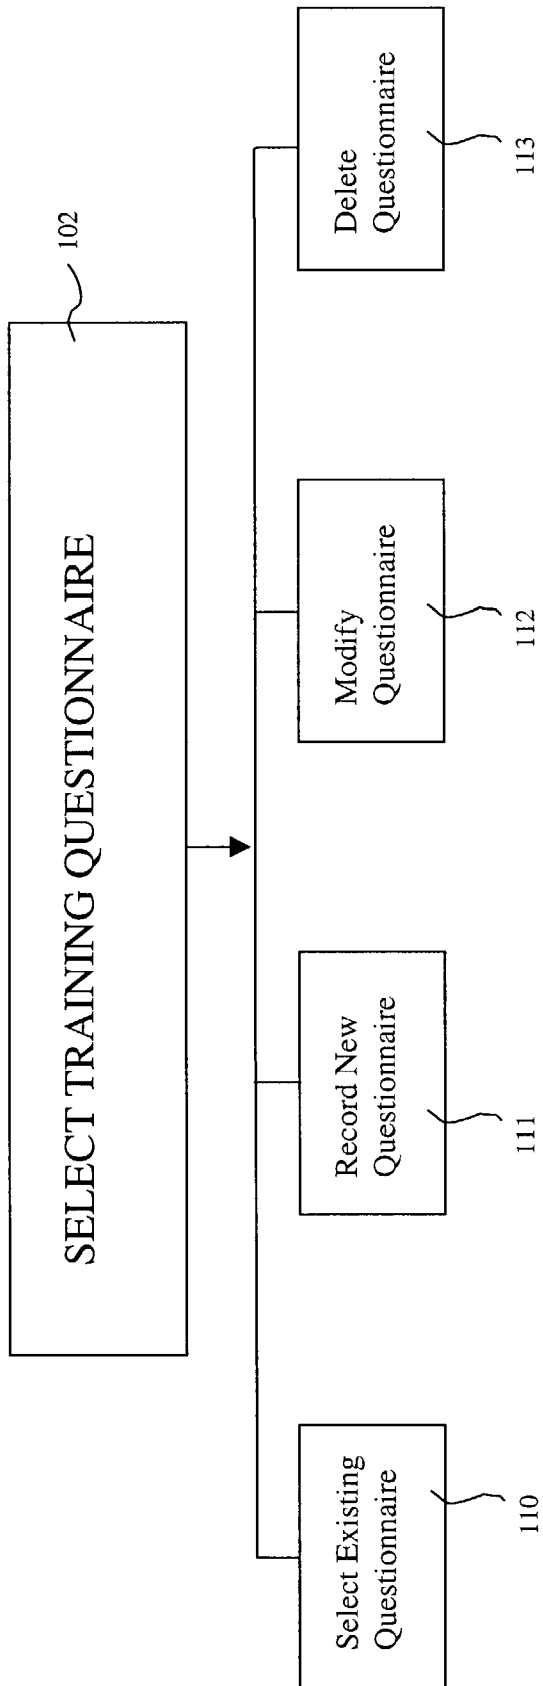 SELECT TRAINING QUESTIONNAIRE
102
Select Existing
Questionnaire
110
Record New
Questionnaire
111
Modify
Questionnaire
112
Delete
Questionnaire
113